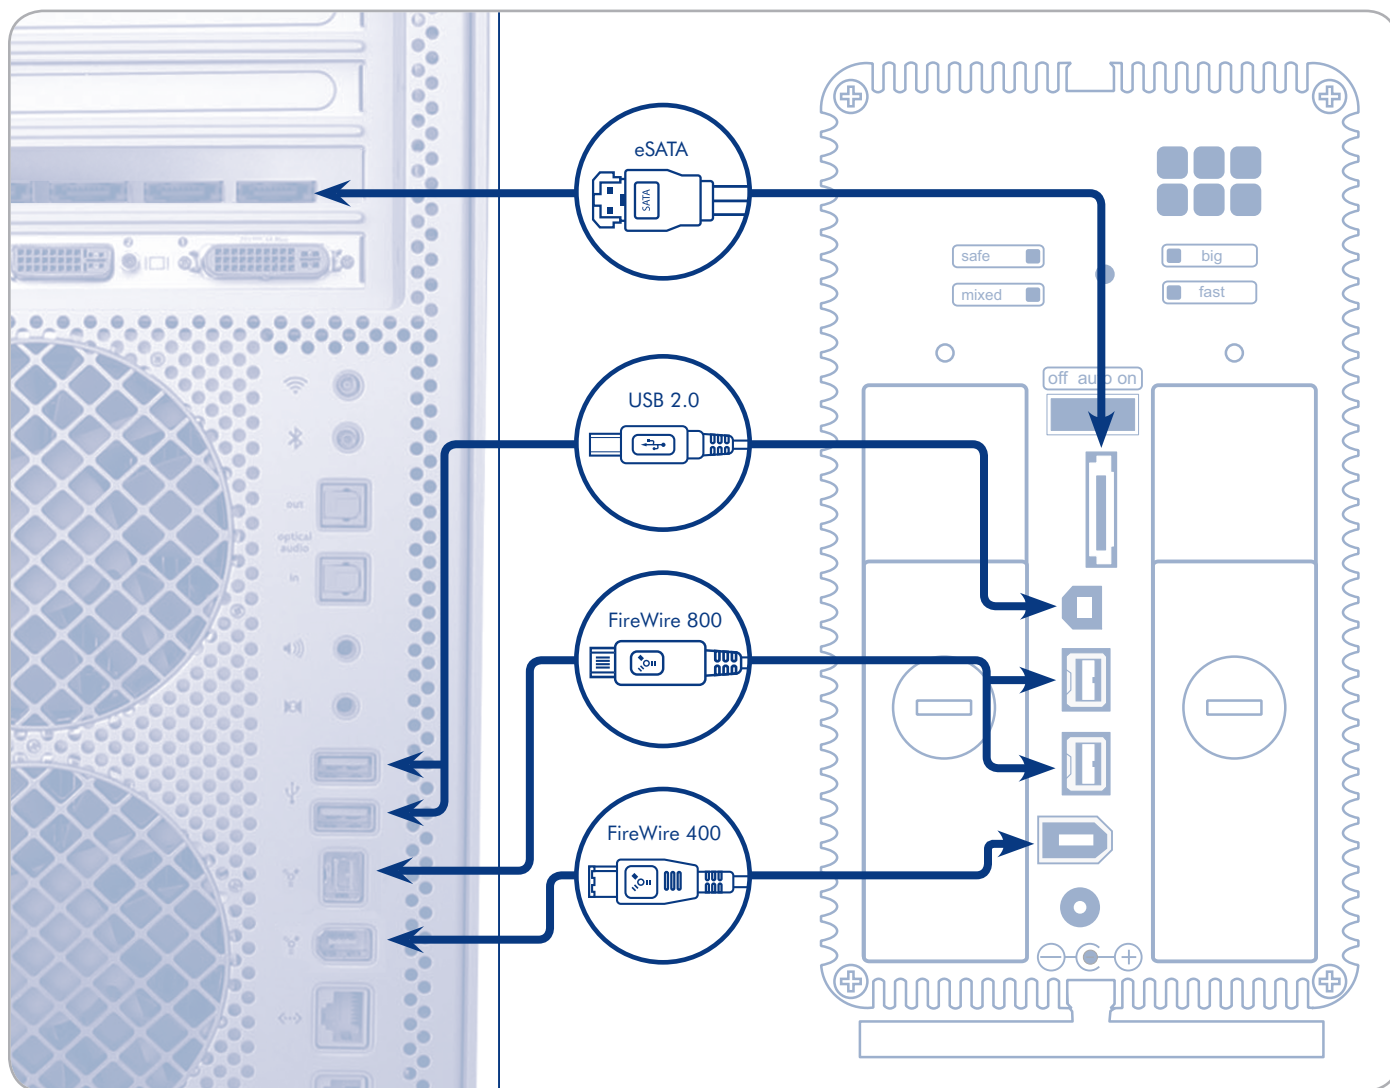 eSATA
SATA
safe
big
mixed
fast
off auto on
USB 2.0
out
optical
audio
in
FireWire 800
FireWire 400